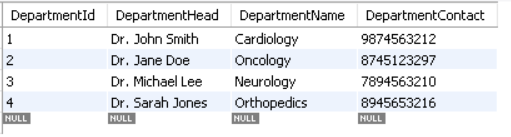 DepartmentId DepartmentHead DepartmentName DepartmentContact
1 Dr. John Smith Cardiology 9874563212
2 Dr. Jane Doe Oncology 8745123297
3 Dr. Michael Lee Neurology 7894563210
4 Dr. Sarah Jones Orthopedics 8945653216
NULL NULL NULL NULL